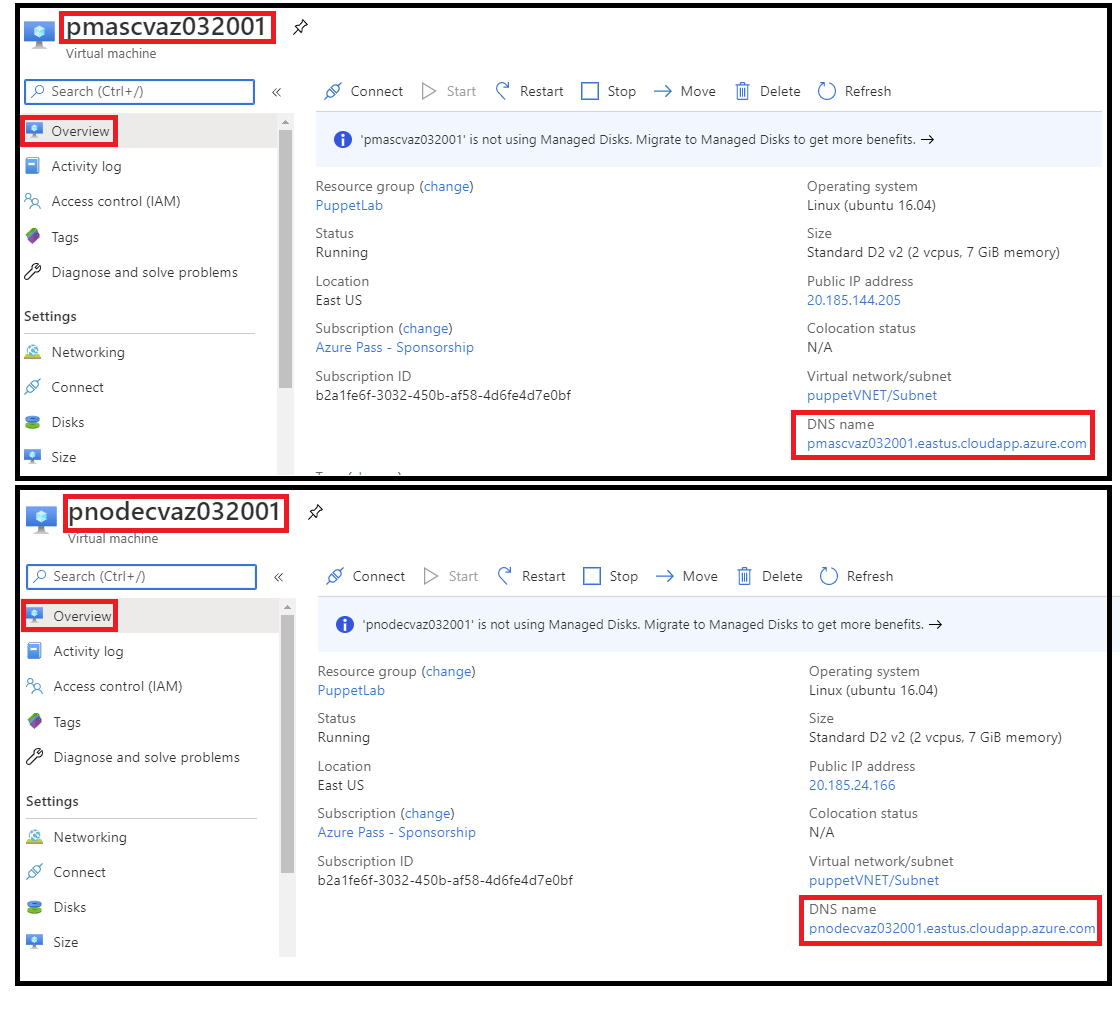 pmascvaz032001
Virtual machine
Search (Ctrl+/)
«
Connect Start Restart Stop Move Delete Refresh
Overview
Activity log
Access control (IAM)
Tags
Diagnose and solve problems
Settings
Networking
Connect
Disks
Size
'pmascvaz032001' is not using Managed Disks. Migrate to Managed Disks to get more benefits. →
Resource group (change)
PuppetLab
Status
Running
Location
East US
Subscription (change)
Azure Pass - Sponsorship
Subscription ID
b2a1fe6f-3032-450b-af58-4d6fe4d7e0bf
Operating system
Linux (ubuntu 16.04)
Size
Standard D2 v2 (2 vcpus, 7 GiB memory)
Public IP address
20.185.144.205
Colocation status
N/A
Virtual network/subnet
puppetVNET/Subnet
DNS name
pmascvaz032001.eastus.cloudapp.azure.com
pnodecvaz032001
Virtual machine
Search (Ctrl+/)
«
Connect Start Restart Stop Move Delete Refresh
Overview
Activity log
Access control (IAM)
Tags
Diagnose and solve problems
Settings
Networking
Connect
Disks
Size
'pnodecvaz032001' is not using Managed Disks. Migrate to Managed Disks to get more benefits. →
Resource group (change)
PuppetLab
Status
Running
Location
East US
Subscription (change)
Azure Pass - Sponsorship
Subscription ID
b2a1fe6f-3032-450b-af58-4d6fe4d7e0bf
Operating system
Linux (ubuntu 16.04)
Size
Standard D2 v2 (2 vcpus, 7 GiB memory)
Public IP address
20.185.24.166
Colocation status
N/A
Virtual network/subnet
puppetVNET/Subnet
DNS name
pnodecvaz032001.eastus.cloudapp.azure.com